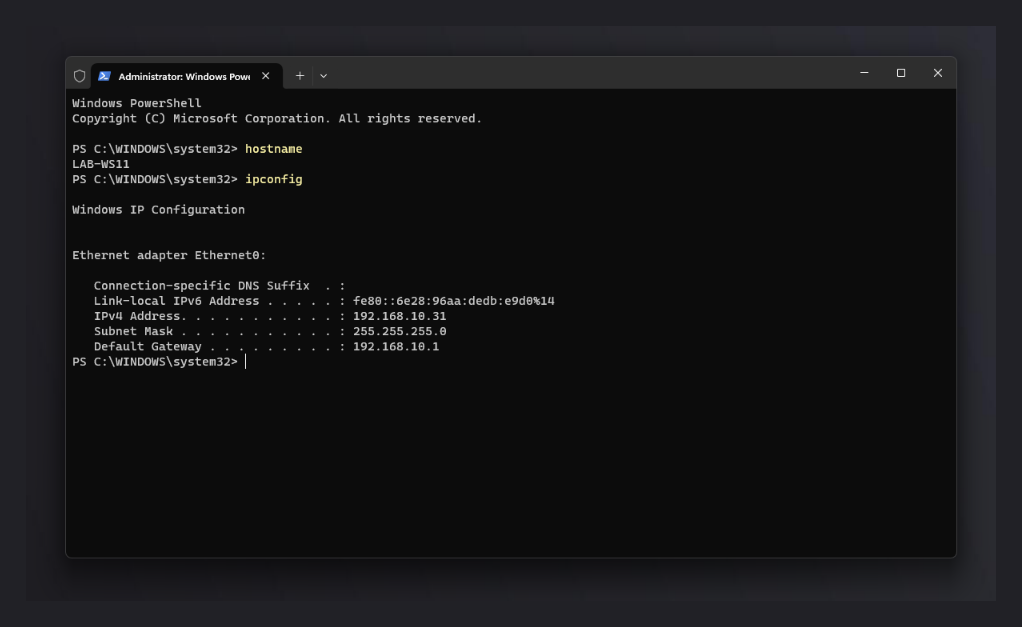 Administrator: Windows Powe
Windows PowerShell
Copyright (C) Microsoft Corporation. All rights reserved.
PS C:\WINDOWS\system32> hostname
LAB-WS11
PS C:\WINDOWS\system32> ipconfig
Windows IP Configuration
Ethernet adapter Ethernet0:
Connection-specific DNS Suffix  . :
Link-local IPv6 Address . . . . . : fe80::6e28:96aa:dedb:e9d0%14
IPv4 Address. . . . . . . . . . . : 192.168.10.31
Subnet Mask . . . . . . . . . . . : 255.255.255.0
Default Gateway . . . . . . . . . : 192.168.10.1
PS C:\WINDOWS\system32>